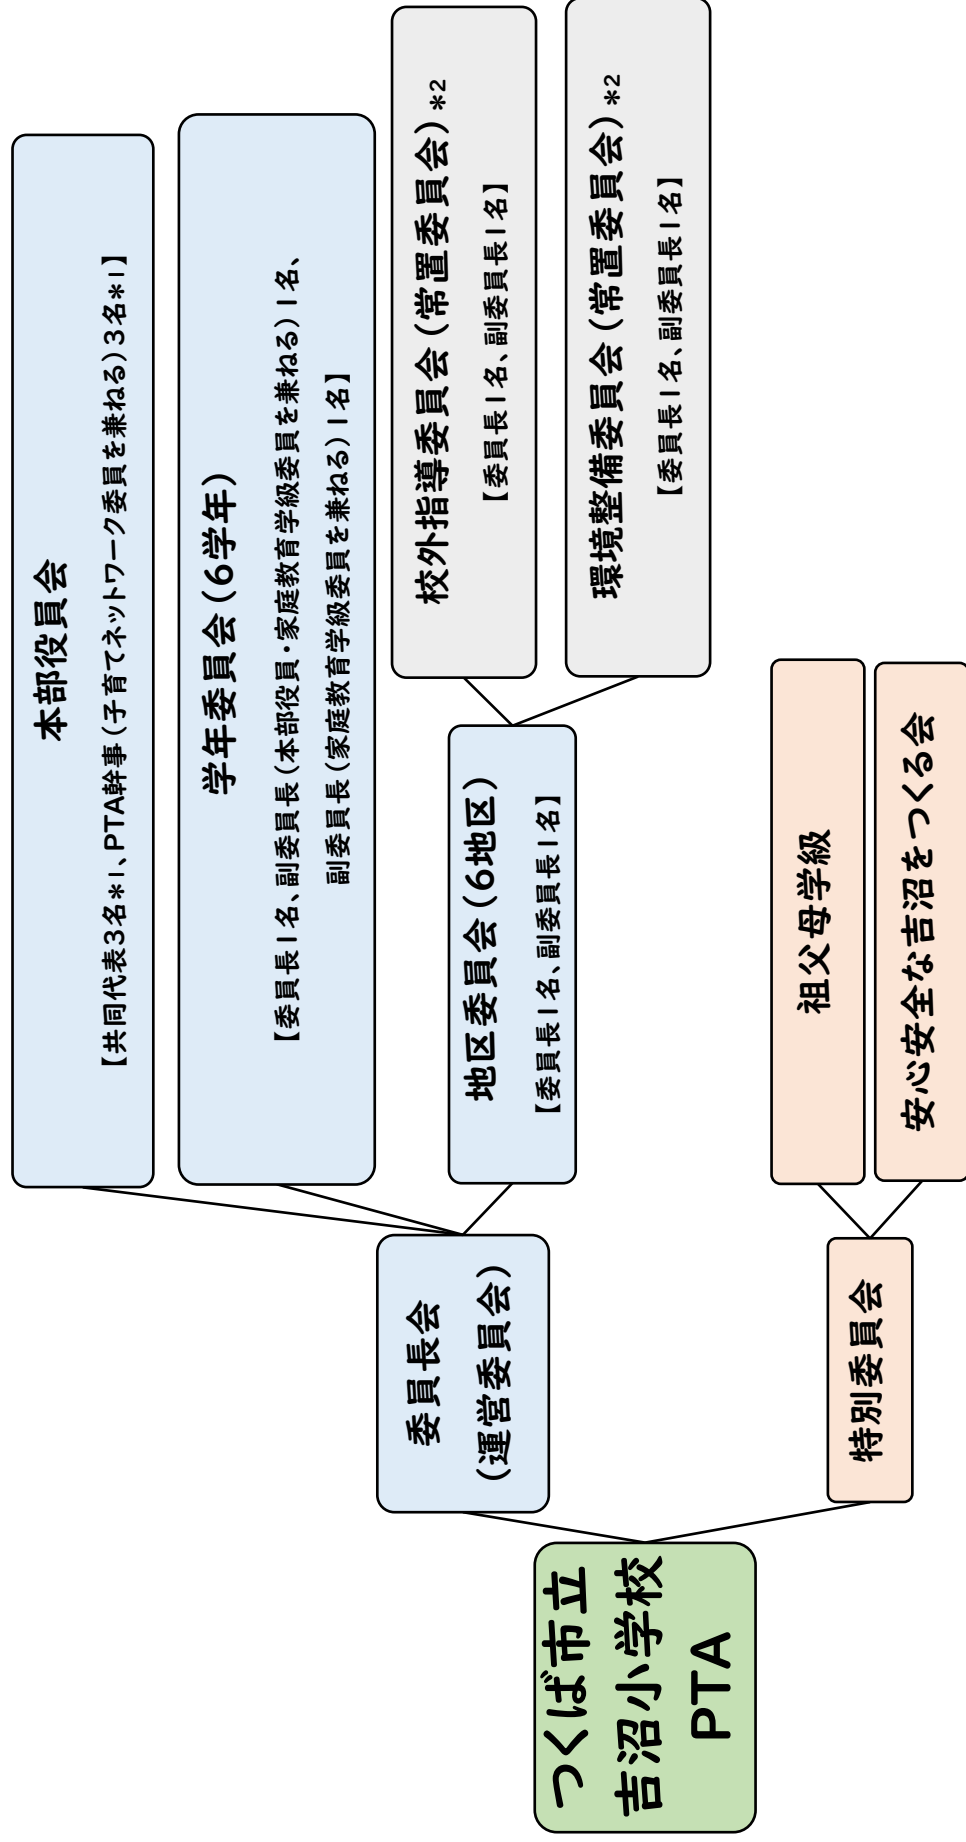 つくば市立
吉沼小学校
PTA
委員長会
(運営委員会)
本部役員会
【共同代表3名*1、PTA幹事(子育てネットワーク委員を兼ねる)3名*1】
学年委員会(6学年)
【委員長1名、副委員長(本部役員・家庭教育学級委員を兼ねる)1名、
副委員長(家庭教育学級委員を兼ねる)1名】
地区委員会(6地区)
【委員長1名、副委員長1名】
校外指導委員会(常置委員会)*2
【委員長1名、副委員長1名】
環境整備委員会(常置委員会)*2
【委員長1名、副委員長1名】
特別委員会
祖父母学級
安心安全な吉沼をつくる会